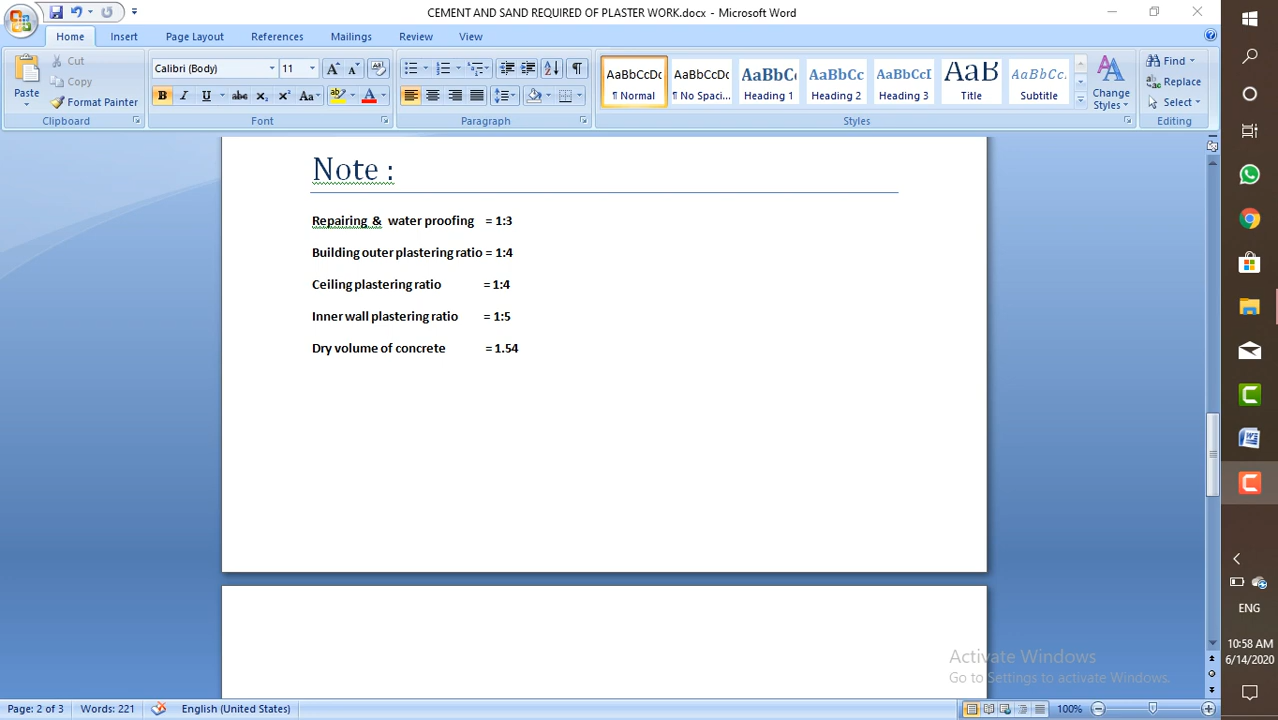 CEMENT AND SAND REQUIRED OF PLASTER WORK.docx - Microsoft Word
Home Insert Page Layout References Mailings Review View
Paste
Cut
Copy
Format Painter
Clipboard
Calibri (Body) 11
B I U abc x₂ x² Aa
Font
Paragraph
AaBbCcDc AaBbCcDc AaBbC AaBbCc AaBbCcI AaB AaBbCc.
¶ Normal ¶ No Spaci... Heading 1 Heading 2 Heading 3 Title Subtitle
Change Styles
Styles
Find
Replace
Select
Editing
Note :
Repairing & water proofing = 1:3
Building outer plastering ratio = 1:4
Ceiling plastering ratio = 1:4
Inner wall plastering ratio = 1:5
Dry volume of concrete = 1.54
Activate Windows
Go to Settings to activate Windows.
ENG
10:58 AM
6/14/2020
Page: 2 of 3 Words: 221 English (United States) 100%